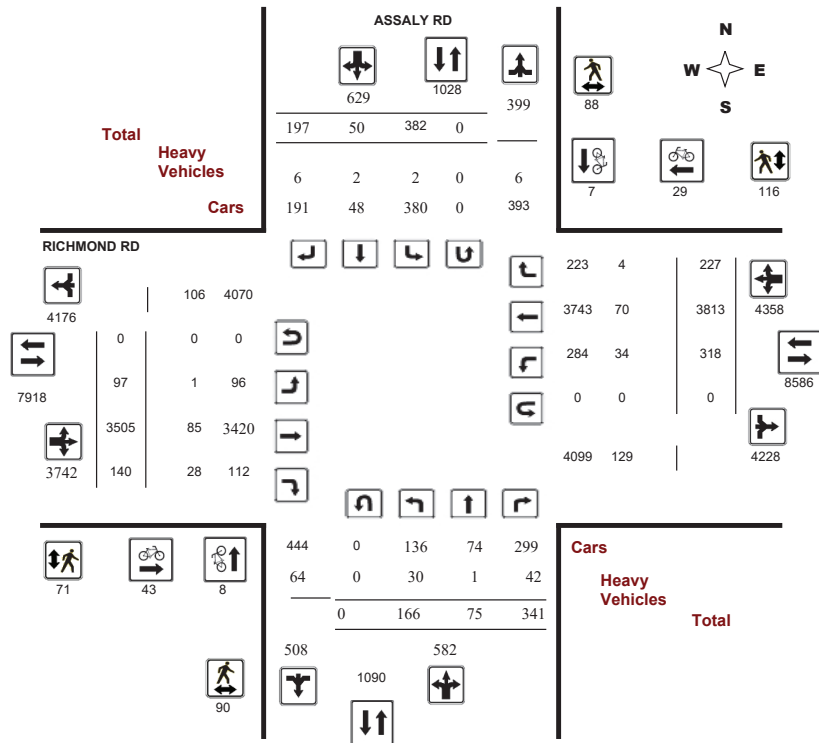 ASSALY RD
N
W E
S
629 1028 399 88
Total 197 50 382 0
Heavy
Vehicles 6 2 2 0 6
Cars 191 48 380 0 393
7 29 116
RICHMOND RD
4176 106 4070
0 0 0
7918 97 1 96
3505 85 3420
3742 140 28 112
223 4 227
3743 70 3813 4358
284 34 318
8586
0 0 0
4099 129 4228
444 0 136 74 299 Cars
64 0 30 1 42 Heavy
Vehicles
0 166 75 341 Total
71 43 8
508 582
90 1090